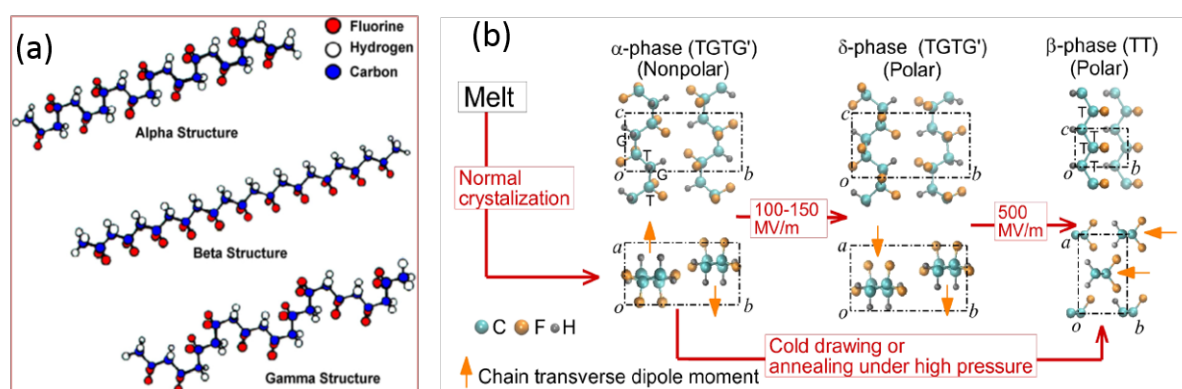 (a)
Fluorine
Hydrogen
Carbon
Alpha Structure
Beta Structure
Gamma Structure
(b)
α-phase (TGTG')
(Nonpolar)
δ-phase (TGTG')
(Polar)
β-phase (TT)
(Polar)
Melt
Normal
crystalization
c
G'
T
G
T
o
b
100-150
MV/m
c
o
b
500
MV/m
T
c
T
T
o
b
a
o
b
a
o
b
a
o
b
C
F
H
Cold drawing or
annealing under high pressure
Chain transverse dipole moment